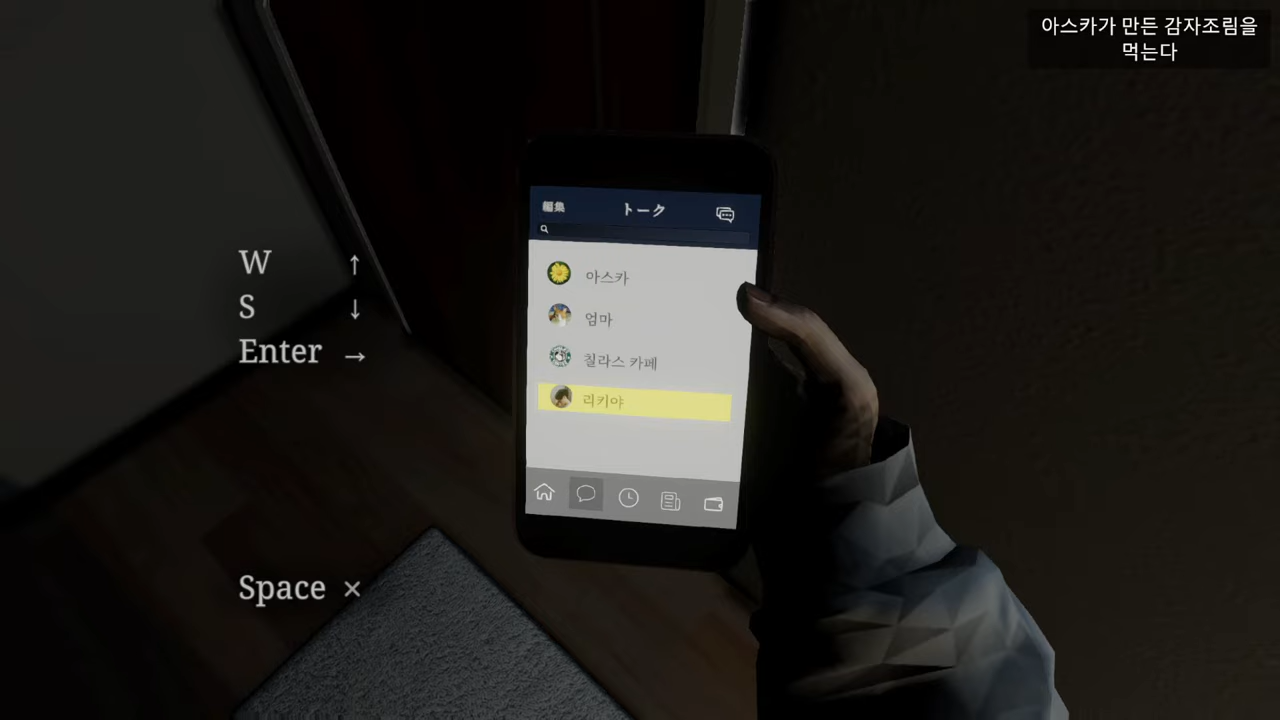 아스카가 만든 감자조림을
먹는다
編集
トーク
아스카
엄마
칠라스 카페
리키야
W ↑
S ↓
Enter →
Space ×